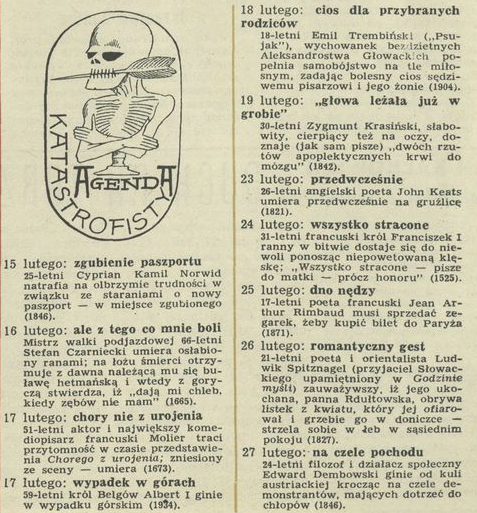 KATASTROFISTY
AGENDA
15 lutego: zgubienie paszportu
25-letni Cyprian Kamil Norwid
natrafia na olbrzymie trudności w
związku ze staraniami o nowy
paszport — w miejsce zgubionego
(1846).
16 lutego: ale z tego co mnie boli
Mistrz walki podjazdowej 66-letni
Stefan Czarniecki umiera osłabio-
ny ranami; na łożu śmierci otrzy-
muje z dawna należącą mu się bu-
ławę hetmańską i wtedy z gory-
czą stwierdza, iż „dają mi chleb,
kiedy zębów nie mam” (1665).
17 lutego: chory nie z urojenia
51-letni aktor i największy kome-
diopisarz francuski Molier traci
przytomność w czasie przedstawie-
nia Chorego z urojenia; zniesiony
ze sceny — umiera (1673).
17 lutego: wypadek w górach
59-letni król Belgów Albert I ginie
w wypadku górskim (1934).
18 lutego: cios dla przybranych
rodziców
18-letni Emil Trembiński („Psu-
jak”), wychowanek bezdzietnych
Aleksandrostwa Głowackich po-
pełnia samobójstwo na tle miło-
snym, zadając bolesny cios sędzi-
wemu pisarzowi i jego żonie (1904).
19 lutego: „głowa leżała już w
grobie”
30-letni Zygmunt Krasiński, słabo-
wity, cierpiący też na oczy, do-
znaje (jak sam pisze) „dwóch rzu-
tów apoplektycznych krwi do
mózgu” (1842).
23 lutego: przedwcześnie
26-letni angielski poeta John Keats
umiera przedwcześnie na gruźlicę
(1821).
24 lutego: wszystko stracone
31-letni francuski król Franciszek I
ranny w bitwie dostaje się do nie-
woli ponosząc niepowetowaną klę-
skę; „Wszystko stracone — pisze
do matki — prócz honoru” (1525).
25 lutego: dno nędzy
17-letni poeta francuski Jean Ar-
thur Rimbaud musi sprzedać ze-
garek, żeby kupić bilet do Paryża
(1871).
26 lutego: romantyczny gest
21-letni poeta i orientalista Lud-
wik Spitznagel (przyjaciel Słowac-
kiego upamiętniony w Godzinie
myśli) zauważywszy, iż jego uko-
chana, panna Rdułtowska, obrywa
listek z kwiatu, który jej ofiaro-
wał i grzebie go w doniczce —
strzela sobie w łeb w sąsiednim
pokoju (1827).
27 lutego: na czele pochodu
24-letni filozof i działacz społeczny
Edward Dembowski ginie od kuli
austriackiej krocząc na czele de-
monstrantów, mających dotrzeć do
chłopów (1846).